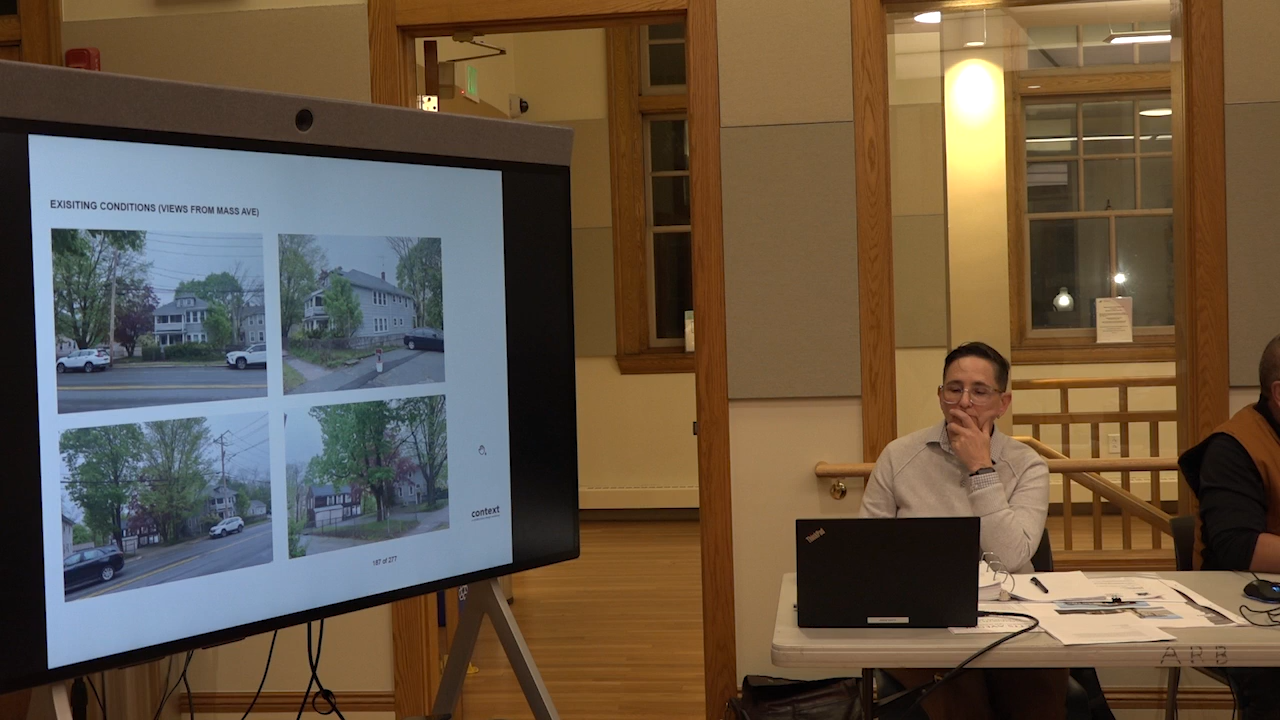 EXISITING CONDITIONS (VIEWS FROM MASS AVE)
context
187 of 277
ThinkPad
ARB